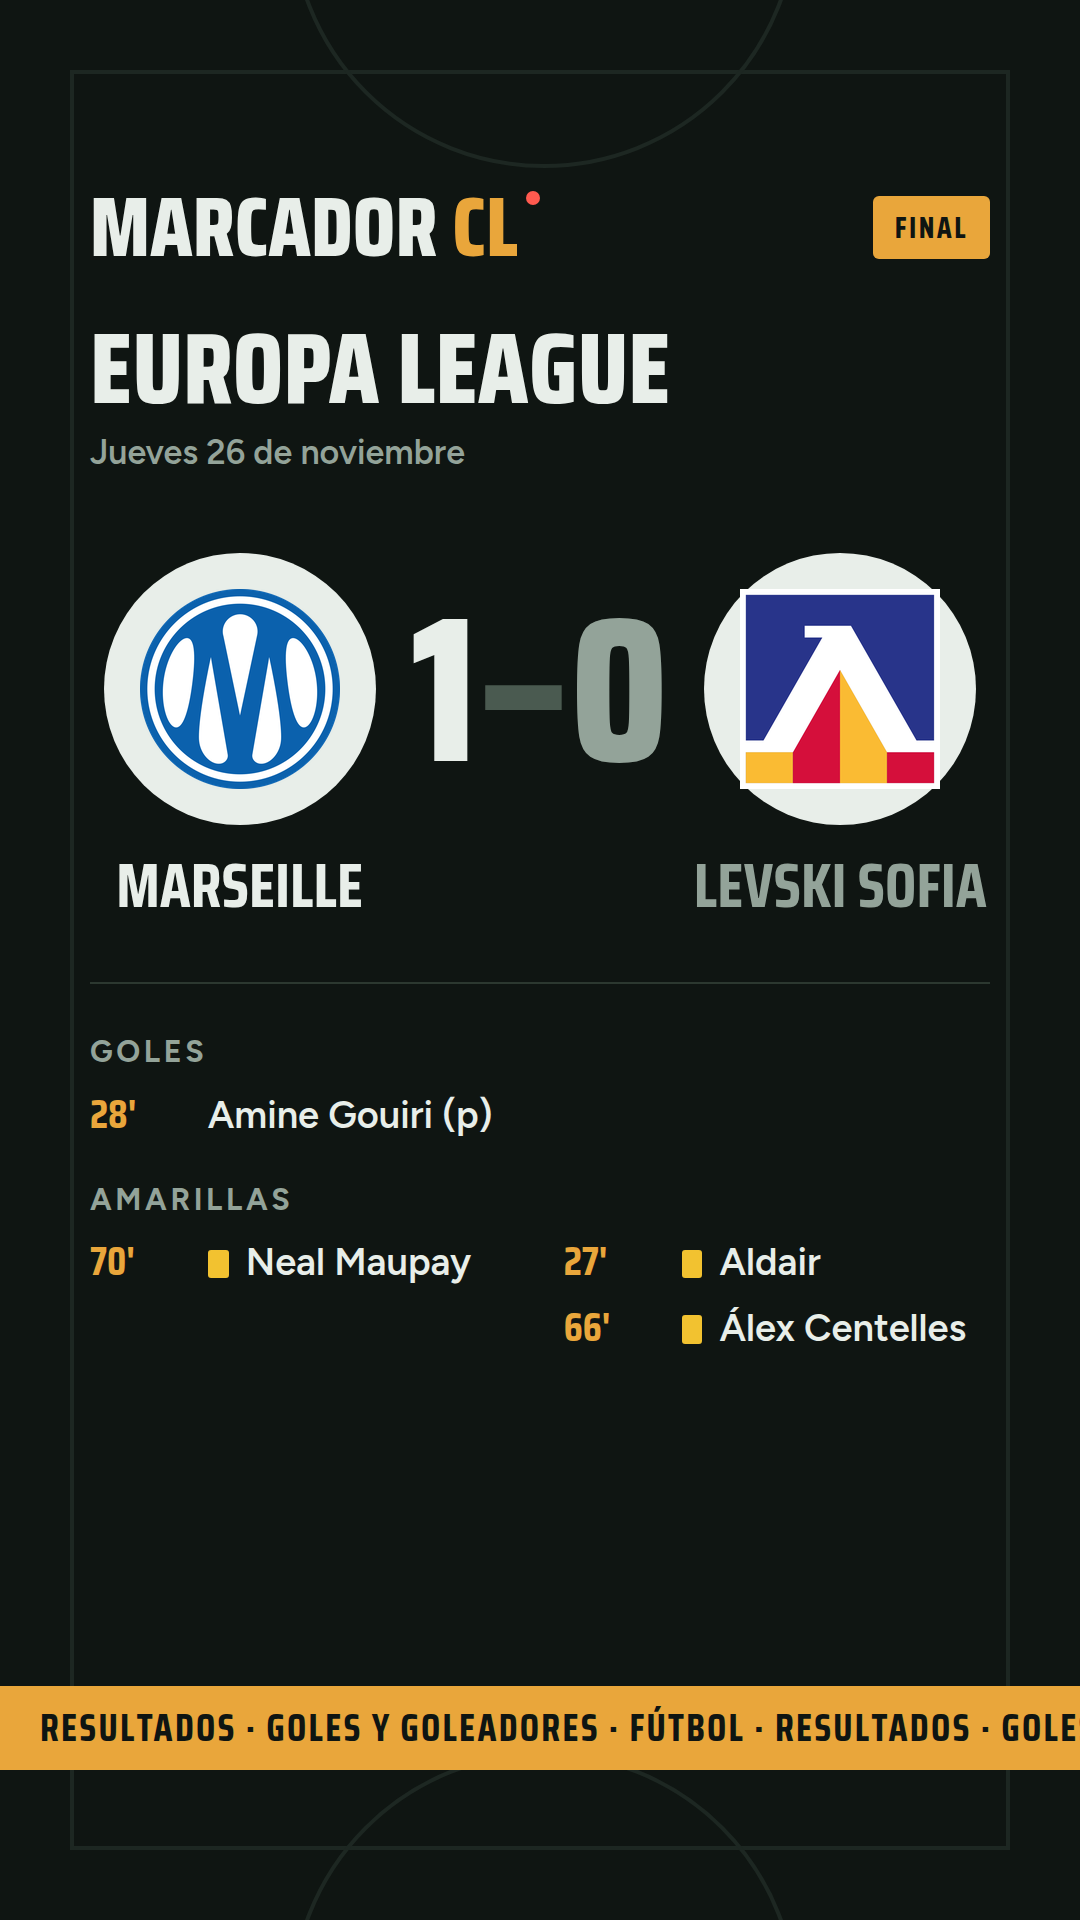 MARCADOR CL
FINAL
EUROPA LEAGUE
Jueves 26 de noviembre
1–0
MARSEILLE
LEVSKI SOFIA
GOLES
28' Amine Gouiri (p)
AMARILLAS
70' Neal Maupay
27' Aldair
66' Álex Centelles
RESULTADOS · GOLES Y GOLEADORES · FÚTBOL · RESULTADOS · GOLES